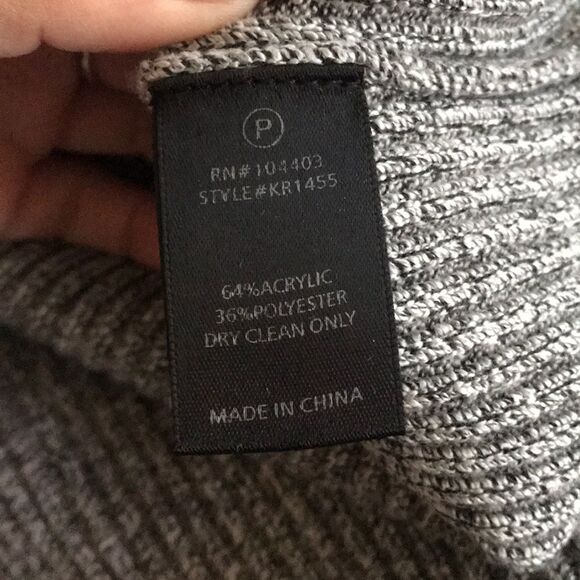 P
RN#104403
STYLE#KR1455
64%ACRYLIC
36%POLYESTER
DRY CLEAN ONLY
MADE IN CHINA